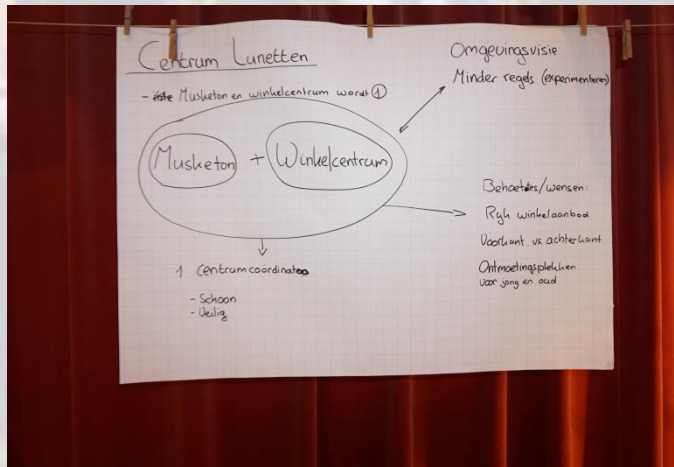 Centrum Lunetten
- Musketon en winkelcentrum wordt 1
Musketon + Winkelcentrum
1 centrumcoördinator
- Schoon
- Veilig
Omgevingsvisie
Minder regels (experimenteren)
Behoeftes/wensen:
Rijk winkelaanbod
Voorkant vs achterkant
Ontmoetingsplekken
voor jong en oud